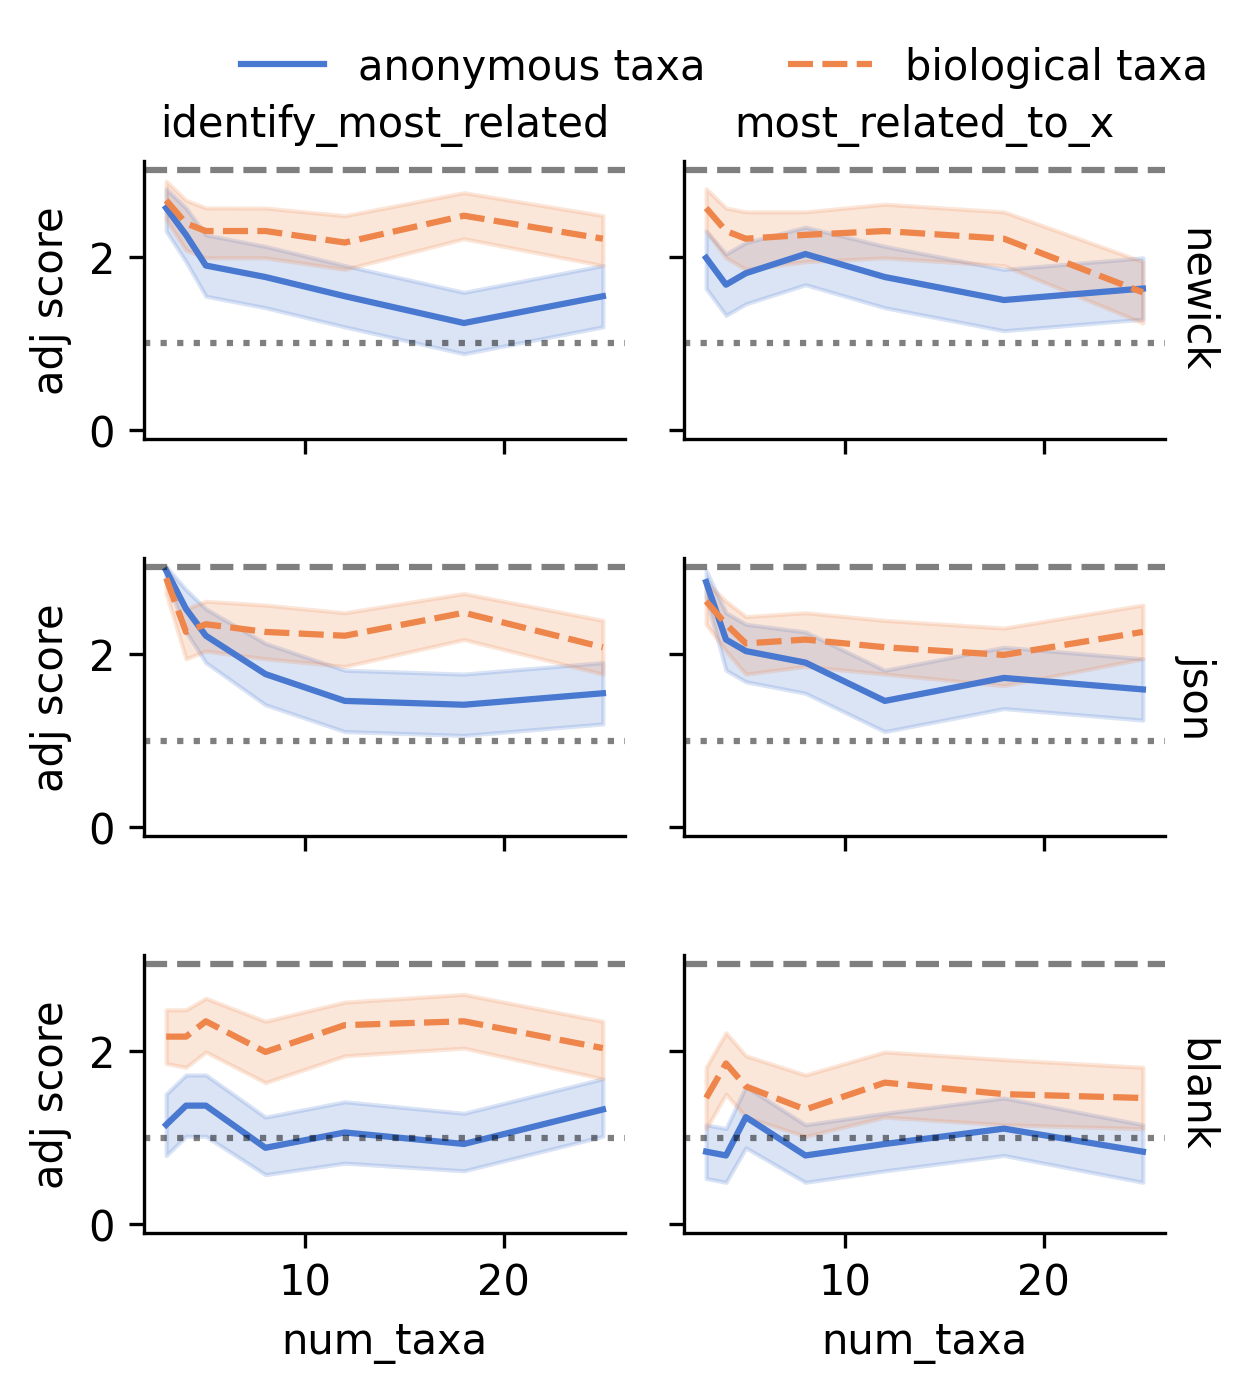 anonymous taxa
biological taxa
identify_most_related
most_related_to_x
adj score
2
0
newick
adj score
2
0
json
adj score
2
0
blank
10
20
10
20
num_taxa
num_taxa